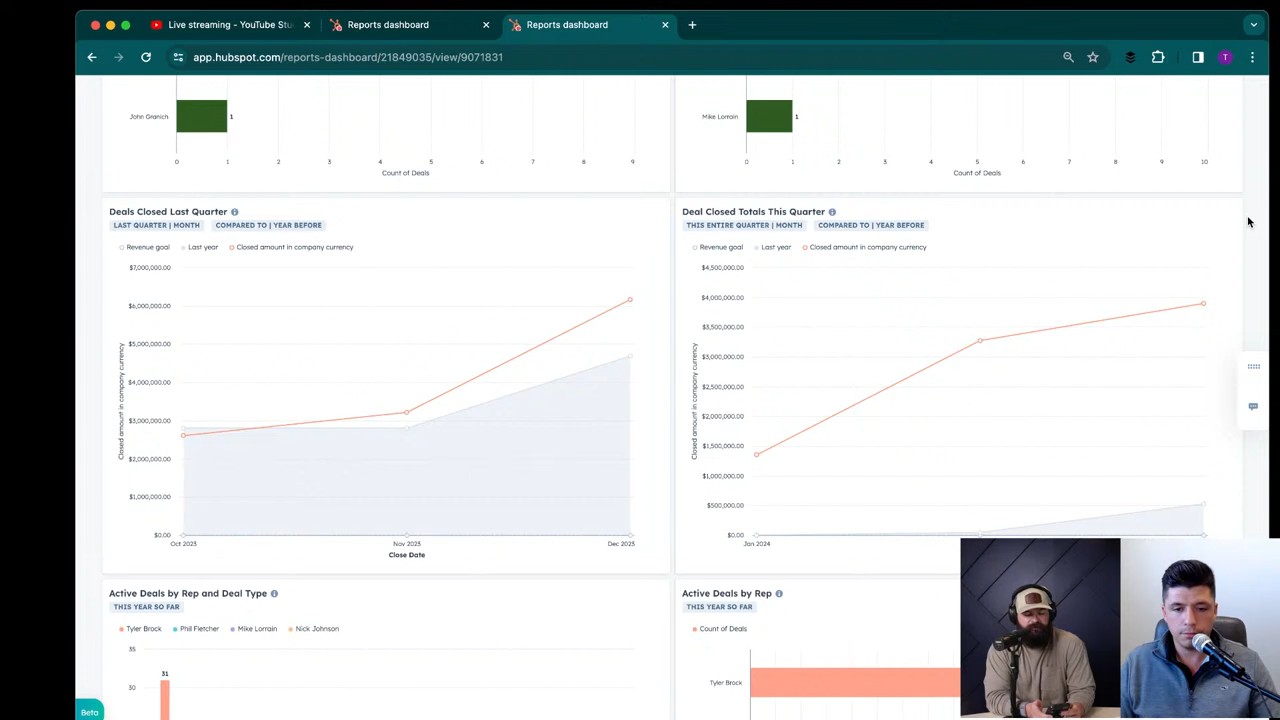 Live streaming - YouTube Stu
Reports dashboard
Reports dashboard
app.hubspot.com/reports-dashboard/21849035/view/9071831
T
John Granich
1
0 1 2 3 4 5 6 7 8 9
Count of Deals
Mike Lorrain
1
0 1 2 3 4 5 6 7 8 9 10
Count of Deals
Deals Closed Last Quarter
LAST QUARTER | MONTH
COMPARED TO | YEAR BEFORE
Revenue goal
Last year
Closed amount in company currency
$7,000,000.00
$6,000,000.00
$5,000,000.00
$4,000,000.00
$3,000,000.00
$2,000,000.00
$1,000,000.00
$0.00
Closed amount in company currency
Oct 2023
Nov 2023
Dec 2023
Close Date
Deal Closed Totals This Quarter
THIS ENTIRE QUARTER | MONTH
COMPARED TO | YEAR BEFORE
Revenue goal
Last year
Closed amount in company currency
$4,500,000.00
$4,000,000.00
$3,500,000.00
$3,000,000.00
$2,500,000.00
$2,000,000.00
$1,500,000.00
$1,000,000.00
$500,000.00
$0.00
Closed amount in company currency
Jan 2024
Active Deals by Rep and Deal Type
THIS YEAR SO FAR
Tyler Brock
Phil Fletcher
Mike Lorrain
Nick Johnson
35
31
30
Active Deals by Rep
THIS YEAR SO FAR
Count of Deals
Tyler Brock
Beta